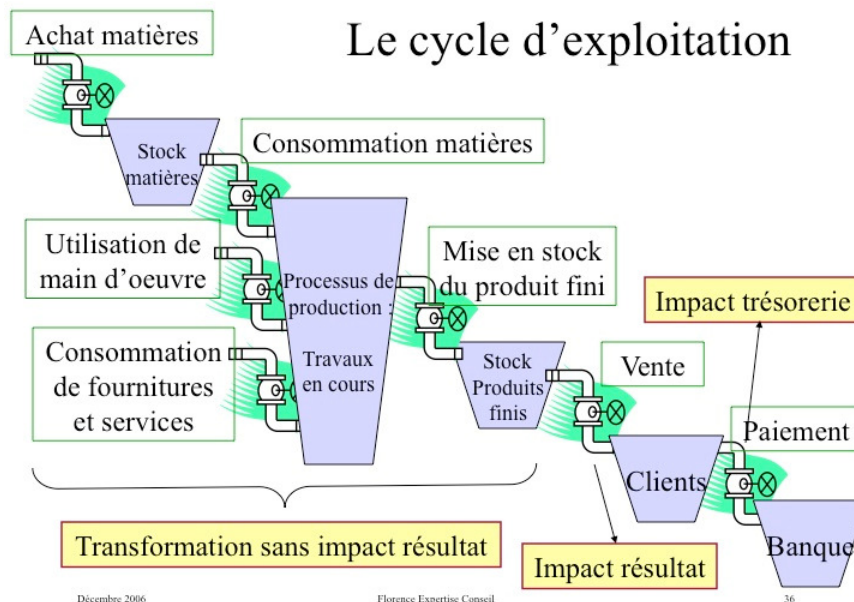 Le cycle d’exploitation
Achat matières
Stock
matières
Consommation matières
Utilisation de
main d’oeuvre
Processus de
production :
Travaux
en cours
Mise en stock
du produit fini
Impact trésorerie
Consommation
de fournitures
et services
Stock
Produits
finis
Vente
Paiement
Clients
Banque
Transformation sans impact résultat
Impact résultat
Décembre 2006
Florence Expertise Conseil
36